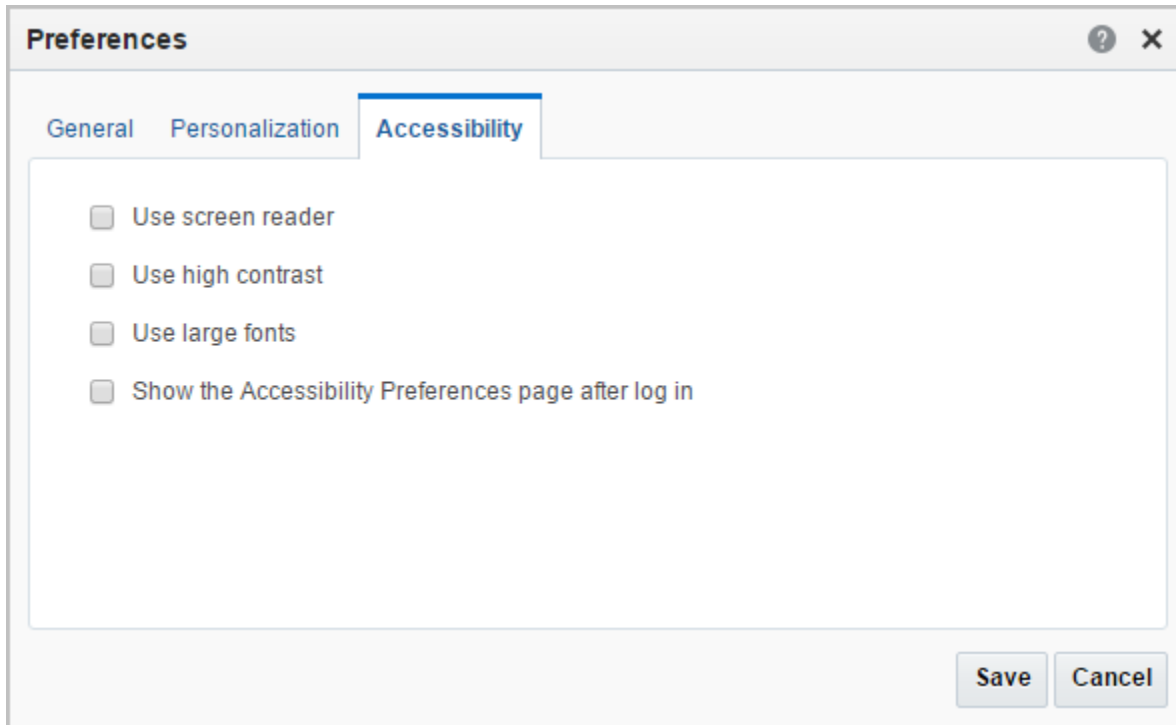 Preferences
General Personalization Accessibility
Use screen reader
Use high contrast
Use large fonts
Show the Accessibility Preferences page after log in
Save Cancel